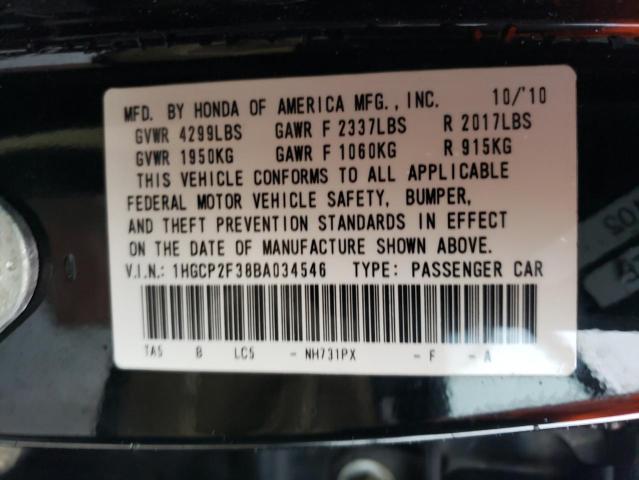 MFD. BY HONDA OF AMERICA MFG., INC. 10/'10
GVWR 4299LBS GAWR F 2337LBS R 2017LBS
GVWR 1950KG GAWR F 1060KG R 915KG
THIS VEHICLE CONFORMS TO ALL APPLICABLE
FEDERAL MOTOR VEHICLE SAFETY, BUMPER,
AND THEFT PREVENTION STANDARDS IN EFFECT
ON THE DATE OF MANUFACTURE SHOWN ABOVE.
V.I.N.: 1HGCP2F38BA034546 TYPE: PASSENGER CAR
TA5 B LC5 - NH731PX - F - A